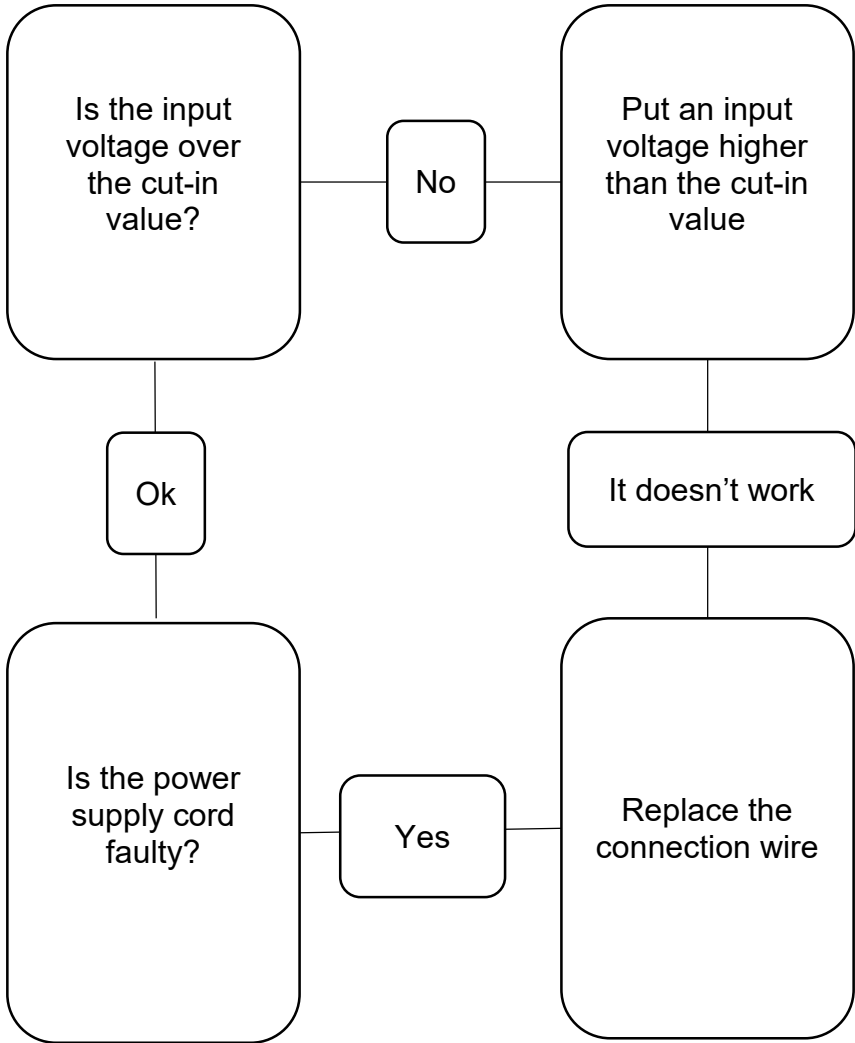 Is the input
voltage over
the cut-in
value?
No
Put an input
voltage higher
than the cut-in
value
Ok
It doesn’t work
Is the power
supply cord
faulty?
Yes
Replace the
connection wire